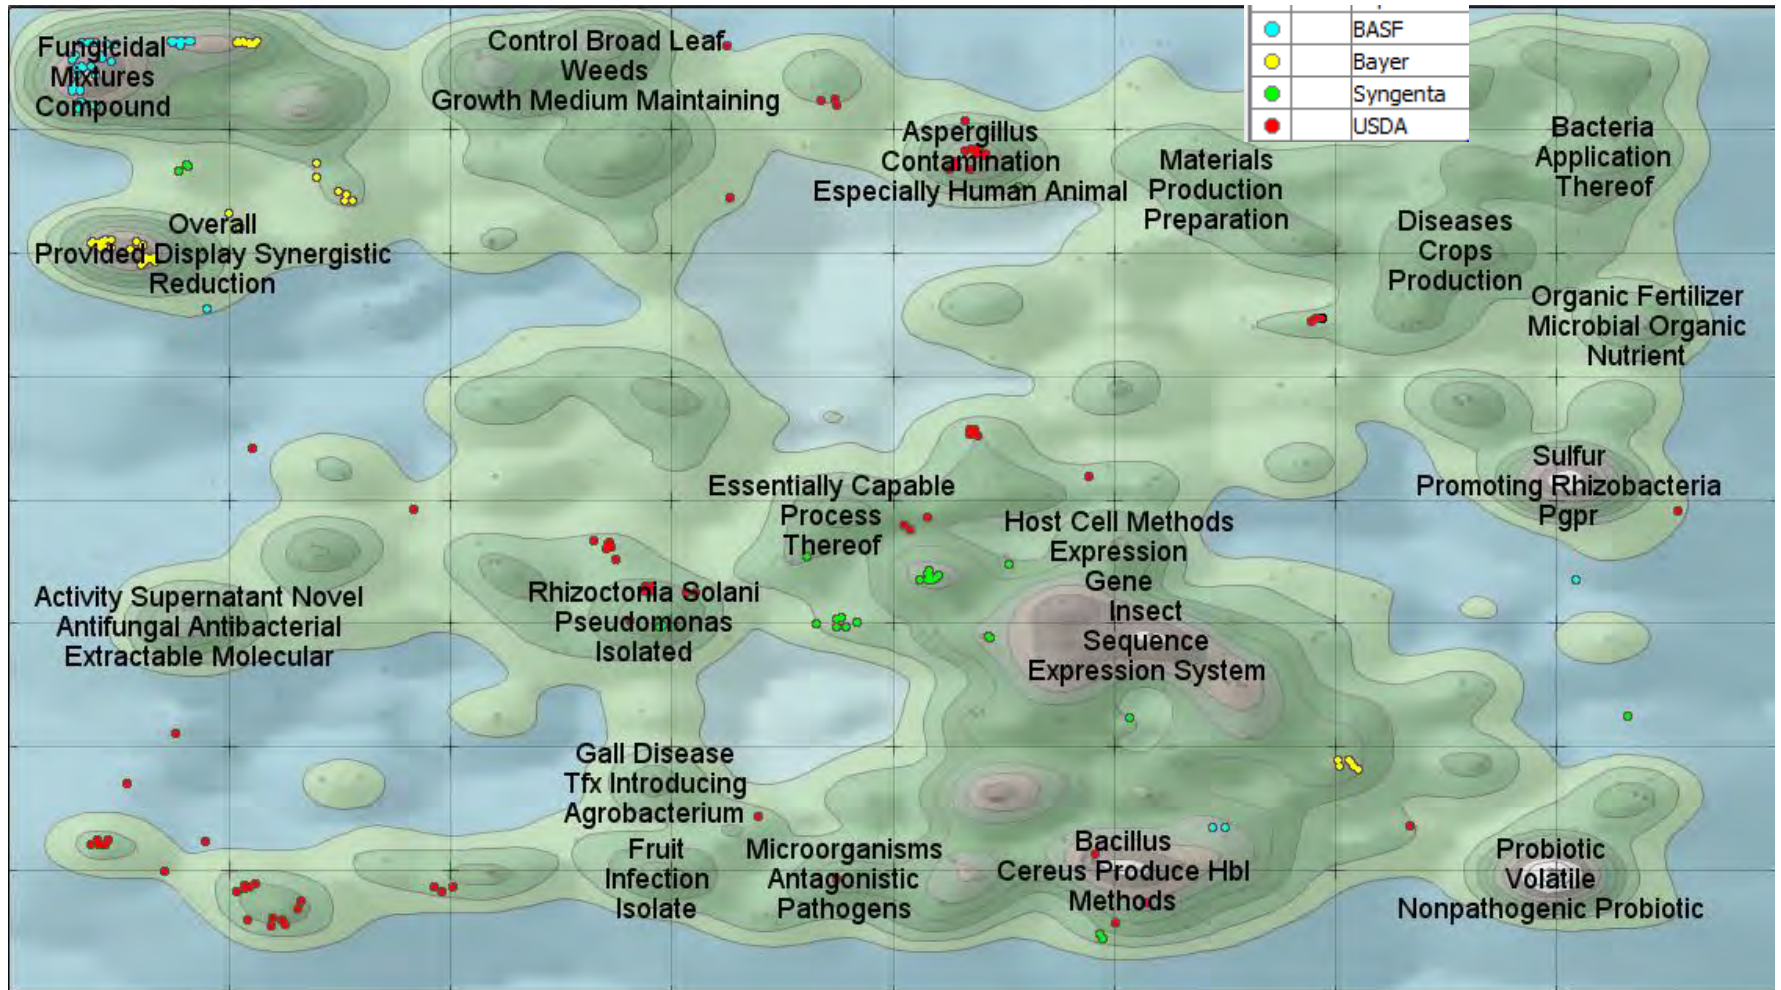 BASF
Bayer
Syngenta
USDA
Fungicidal
Mixtures
Compound
Control Broad Leaf
Weeds
Growth Medium Maintaining
Aspergillus
Contamination
Especially Human Animal
Materials
Production
Preparation
Bacteria
Application
Thereof
Diseases
Crops
Production
Overall
Provided Display Synergistic
Reduction
Organic Fertilizer
Microbial Organic
Nutrient
Sulfur
Promoting Rhizobacteria
Pgpr
Essentially Capable
Process
Thereof
Host Cell Methods
Expression
Gene
Insect
Sequence
Expression System
Activity Supernatant Novel
Antifungal Antibacterial
Extractable Molecular
Rhizoctonia Solani
Pseudomonas
Isolated
Gall Disease
Tfx Introducing
Agrobacterium
Fruit
Infection
Isolate
Microorganisms
Antagonistic
Pathogens
Bacillus
Cereus Produce Hbl
Methods
Probiotic
Volatile
Nonpathogenic Probiotic